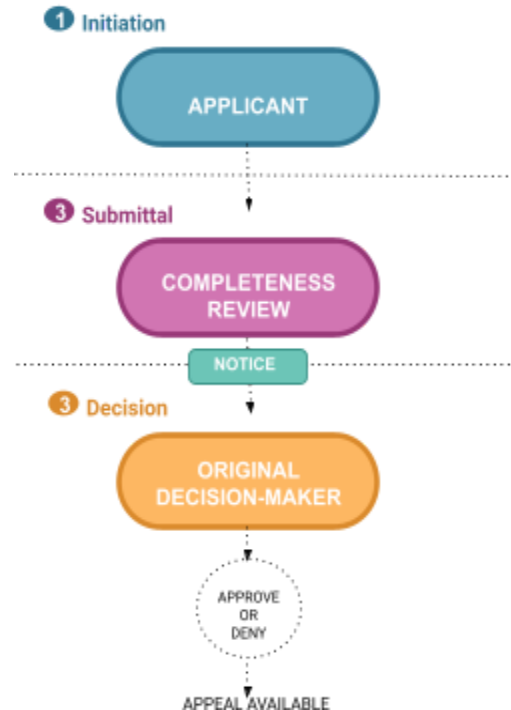 1 Initiation
APPLICANT
3 Submittal
COMPLETENESS
REVIEW
NOTICE
3 Decision
ORIGINAL
DECISION-MAKER
APPROVE
OR
DENY
APPEAL AVAILABLE